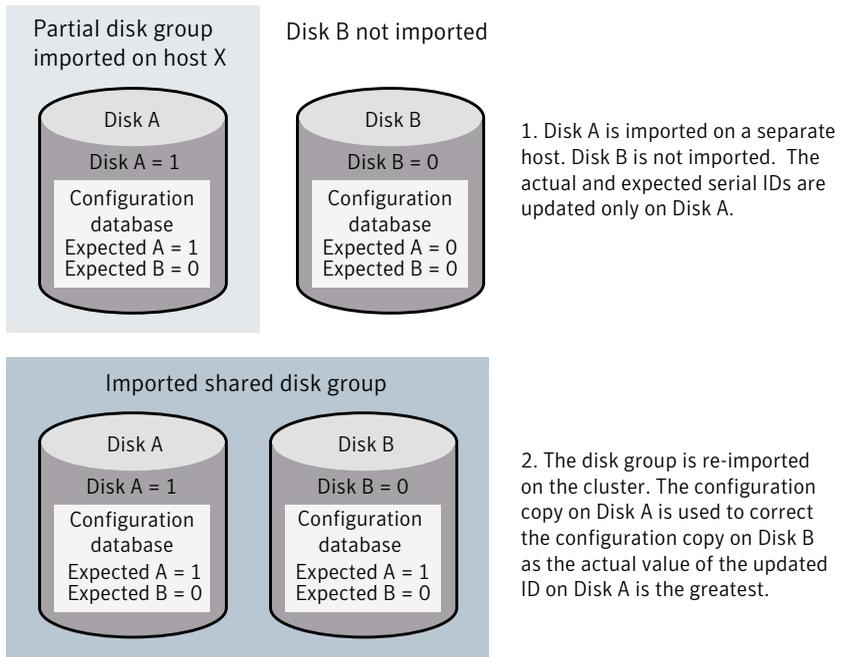 Partial disk group
imported on host X
Disk B not imported
Disk A
Disk A = 1
Configuration
database
Expected A = 1
Expected B = 0
Disk B
Disk B = 0
Configuration
database
Expected A = 0
Expected B = 0
1. Disk A is imported on a separate
host. Disk B is not imported.  The
actual and expected serial IDs are
updated only on Disk A.
Imported shared disk group
Disk A
Disk A = 1
Configuration
database
Expected A = 1
Expected B = 0
Disk B
Disk B = 0
Configuration
database
Expected A = 1
Expected B = 0
2. The disk group is re-imported
on the cluster. The configuration
copy on Disk A is used to correct
the configuration copy on Disk B
as the actual value of the updated
ID on Disk A is the greatest.